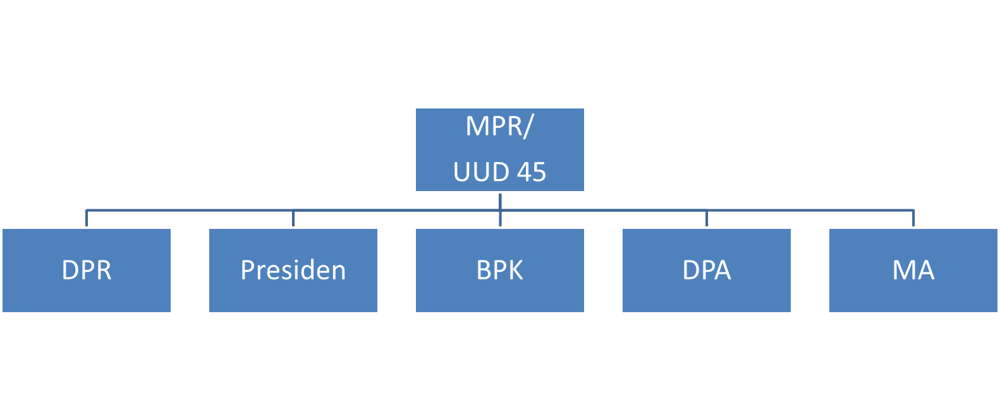 MPR/
UUD 45
DPR
Presiden
BPK
DPA
MA